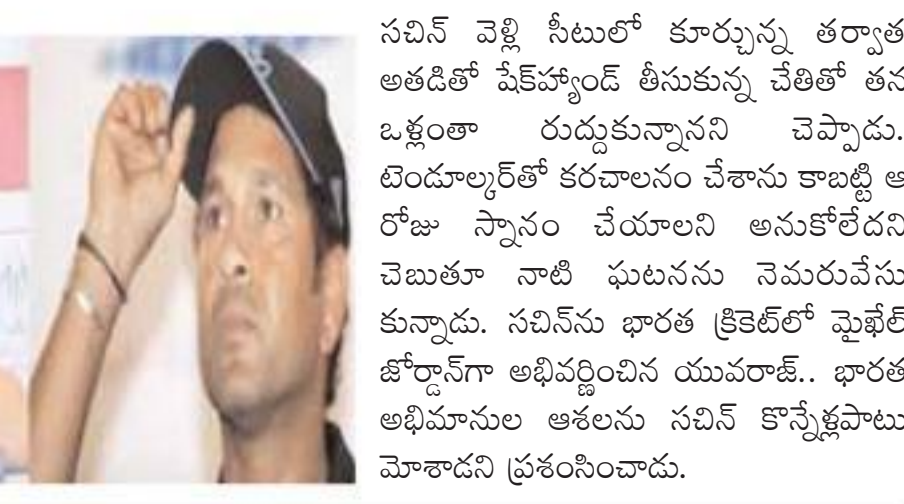 సచిన్ వెళ్లి సీటులో కూర్చున్న తర్వాత
అతడితో షేక్‌హ్యాండ్ తీసుకున్న చేతితో తన
ఒళ్లంతా రుద్దుకున్నానని చెప్పాడు.
టెండూల్కర్‌తో కరచాలనం చేశాను కాబట్టి ఆ
రోజు స్నానం చేయాలని అనుకోలేదని
చెబుతూ నాటి ఘటనను నెమరువేసు
కున్నాడు. సచిన్‌ను భారత క్రికెట్‌లో మైఖేల్
జోర్డాన్‌గా అభివర్ణించిన యువరాజ్.. భారత
అభిమానుల ఆశలను సచిన్ కొన్నేళ్లపాటు
మోశాడని ప్రశంసించాడు.